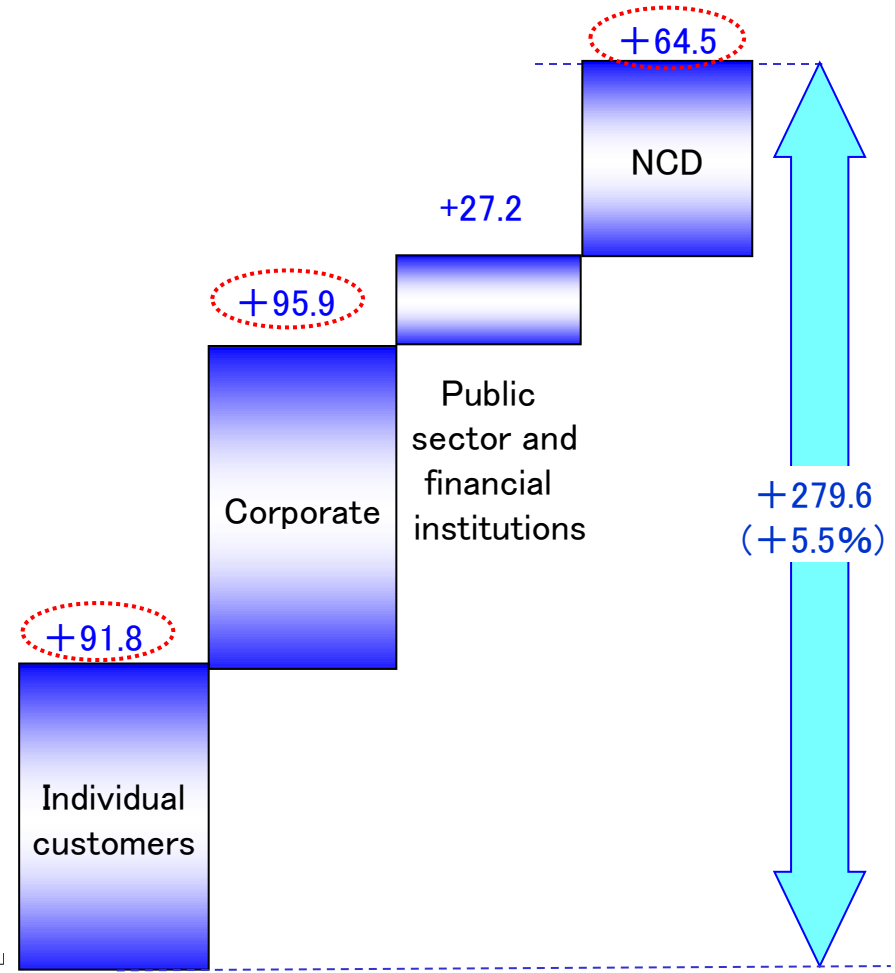 ＋64.5
NCD
+27.2
＋95.9
Public
sector and
financial
institutions
Corporate
＋279.6
(＋5.5%)
＋91.8
Individual
customers
」